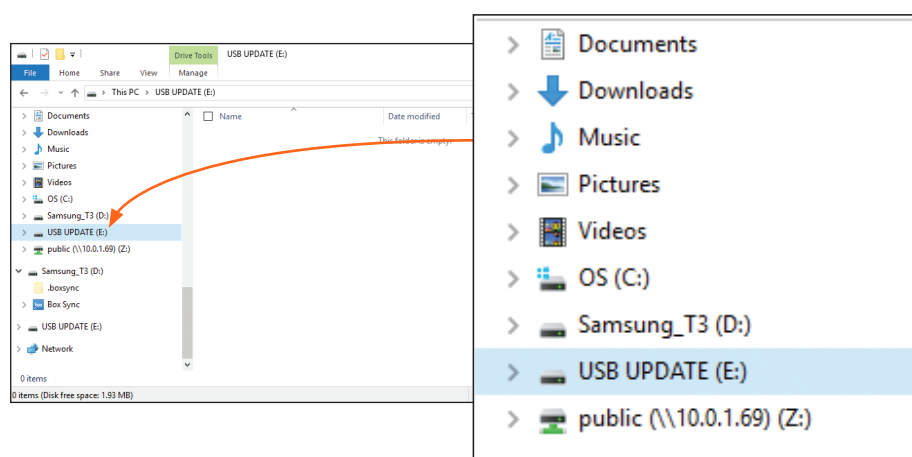 Drive Tools USB UPDATE (E:)
File Home Share View Manage
This PC USB UPDATE (E:)
Name Date modified
This folder is empty.
Documents
Downloads
Music
Pictures
Videos
OS (C:)
Samsung_T3 (D:)
USB UPDATE (E:)
public (\\10.0.1.69) (Z:)
Samsung_T3 (D:)
.boxsync
Box Sync
USB UPDATE (E:)
Network
0 items
0 items (Disk free space: 1.93 MB)
Documents
Downloads
Music
Pictures
Videos
OS (C:)
Samsung_T3 (D:)
USB UPDATE (E:)
public (\\10.0.1.69) (Z:)